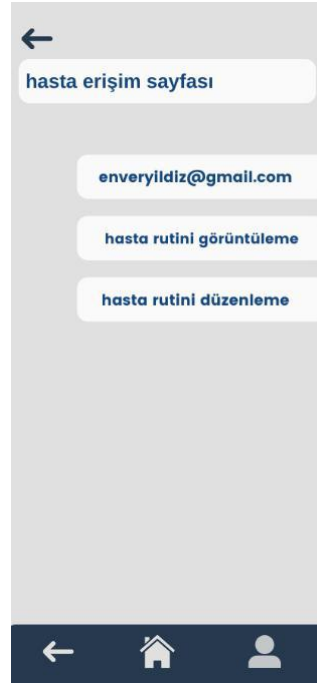 hasta erişim sayfası
enveryildiz@gmail.com
hasta rutini görüntüleme
hasta rutini düzenleme